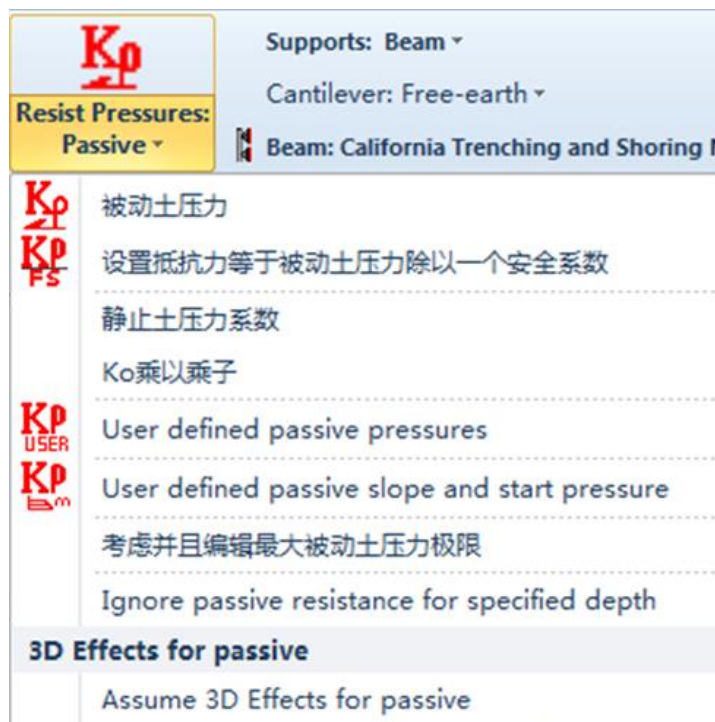 Kp
Resist Pressures:
Passive
Supports: Beam
Cantilever: Free-earth
Beam: California Trenching and Shoring
Kp 被动土压力
KP FS 设置抵抗力等于被动土压力除以一个安全系数
静止土压力系数
Ko乘以乘子
KP USER User defined passive pressures
KP User defined passive slope and start pressure
考虑并且编辑最大被动土压力极限
Ignore passive resistance for specified depth
3D Effects for passive
Assume 3D Effects for passive